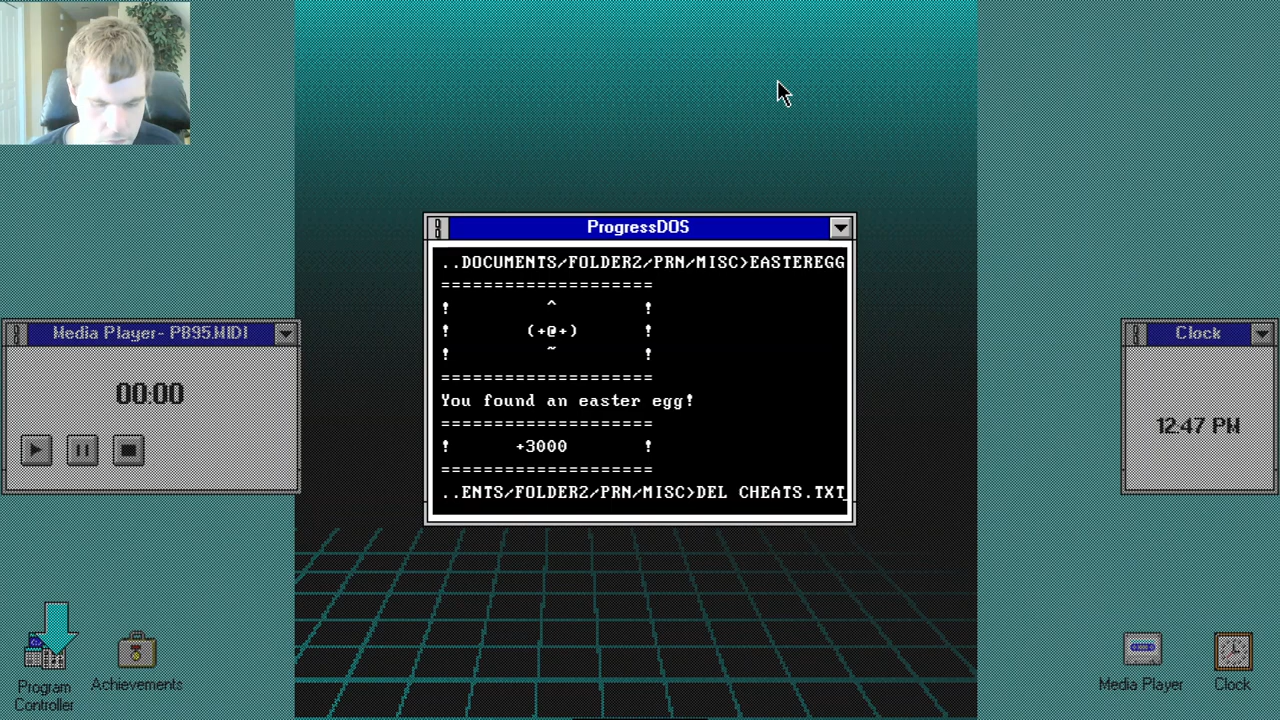 ProgressDOS
..DOCUMENTS/FOLDER2/PRN/MISC>EASTEREGG
====================
! ^ !
! (+@+) !
! ~ !
====================
You found an easter egg!
====================
! +3000 !
====================
..ENTS/FOLDER2/PRN/MISC>DEL CHEATS.TXT_
Media Player- PB95.MIDI
00:00
Clock
12:47 PM
Program
Controller
Achievements
Media Player
Clock